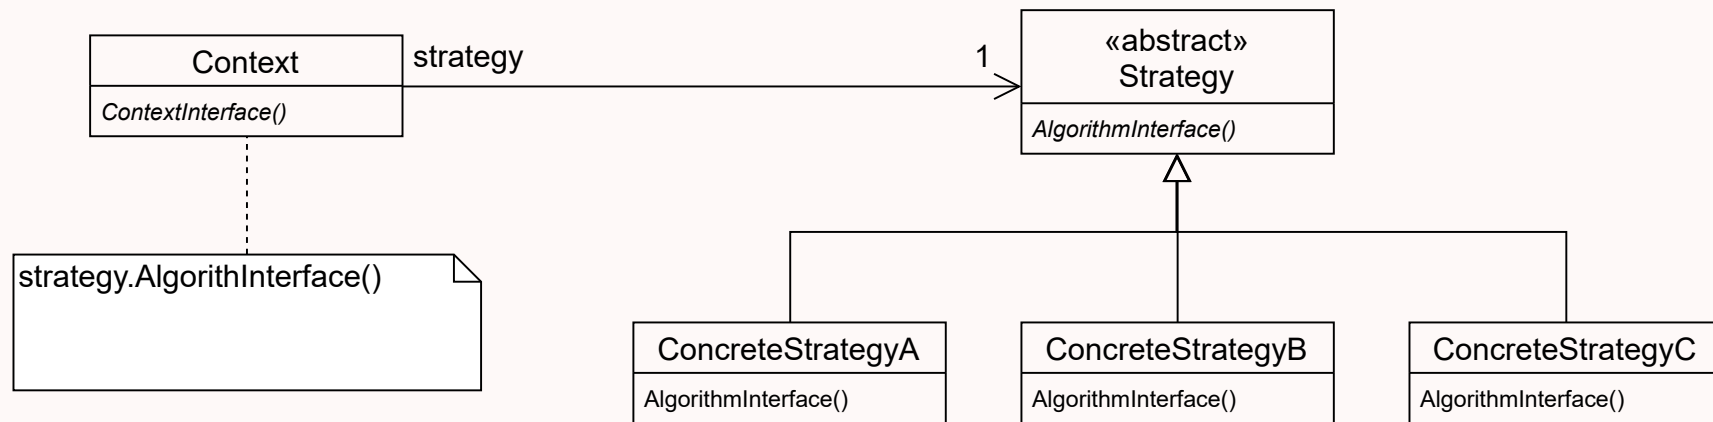 Context
ContextInterface()
strategy
1
«abstract»
Strategy
AlgorithmInterface()
strategy.AlgorithInterface()
ConcreteStrategyA
AlgorithmInterface()
ConcreteStrategyB
AlgorithmInterface()
ConcreteStrategyC
AlgorithmInterface()